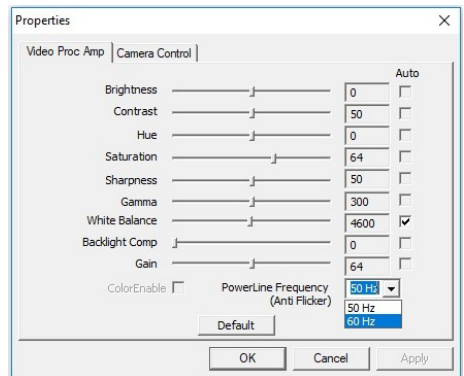 Properties
Video Proc Amp
Camera Control
Auto
Brightness 0
Contrast 50
Hue 0
Saturation 64
Sharpness 50
Gamma 300
White Balance 4600
Backlight Comp 0
Gain 64
ColorEnable PowerLine Frequency 50 Hz
(Anti Flicker)
50 Hz
60 Hz
Default
OK Cancel Apply